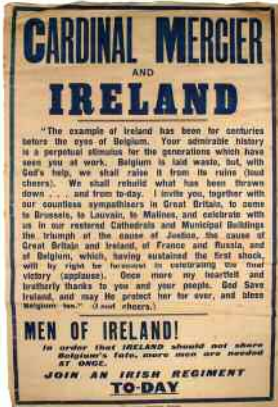 CARDINAL MERCIER
AND
IRELAND
"The example of Ireland has been for centuries
before the eyes of Belgium. Your admirable history
is a perpetual stimulus for the generations which have
seen you at work. Belgium is laid waste, but, with
God's help, we shall raise it from its ruins (loud
cheers). We shall rebuild what has been thrown
down . . . and from to-day. I invite you, together with
our countless sympathisers in Great Britain, to come
to Brussels, to Louvain, to Malines, and celebrate with
us in our restored Cathedrals and Municipal Buildings
the triumph of the cause of Justice, the cause of
Great Britain and Ireland, of France and Russia, and
of Belgium, which, having sustained the first shock,
will by right be foremost in celebrating the final
victory (applause). Once more my heartfelt and
brotherly thanks to you and your people. God Save
Ireland, and may He protect her for ever, and bless
Belgium too." (Loud cheers.)
MEN OF IRELAND!
In order that IRELAND should not share
Belgium's fate, more men are needed
AT ONCE.
JOIN AN IRISH REGIMENT
TO-DAY